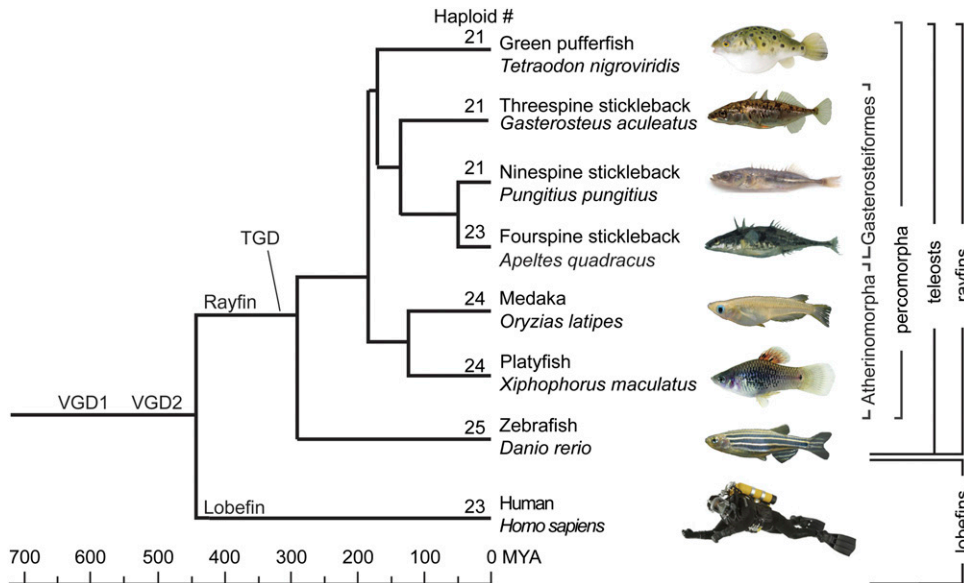 Haploid #
21 Green pufferfish
Tetraodon nigroviridis
21 Threespine stickleback
Gasterosteus aculeatus
21 Ninespine stickleback
Pungitius pungitius
TGD
23 Fourspine stickleback
Apeltes quadracus
Rayfin
24 Medaka
Oryzias latipes
24 Platyfish
Xiphophorus maculatus
VGD1 VGD2
25 Zebrafish
Danio rerio
Lobefin
23 Human
Homo sapiens
700 600 500 400 300 200 100 0 MYA
Atherinomorpha
Gasterosteiformes
percomorpha
teleosts
rayfins
lobefins